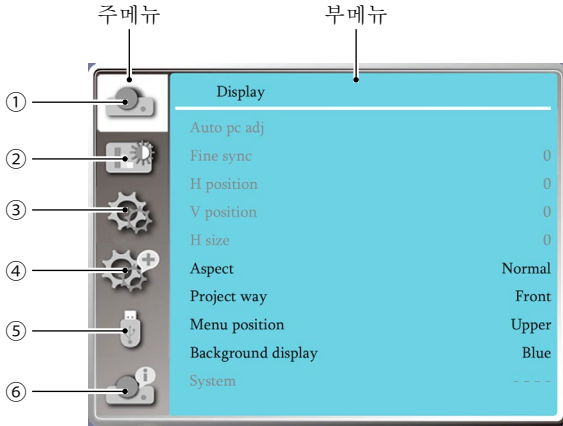 주메뉴 부메뉴
① Display
Auto pc adj
② Fine sync 0
H position 0
③ V position 0
H size 0
④ Aspect Normal
Project way Front
⑤ Menu position Upper
Background display Blue
⑥ System - - - -